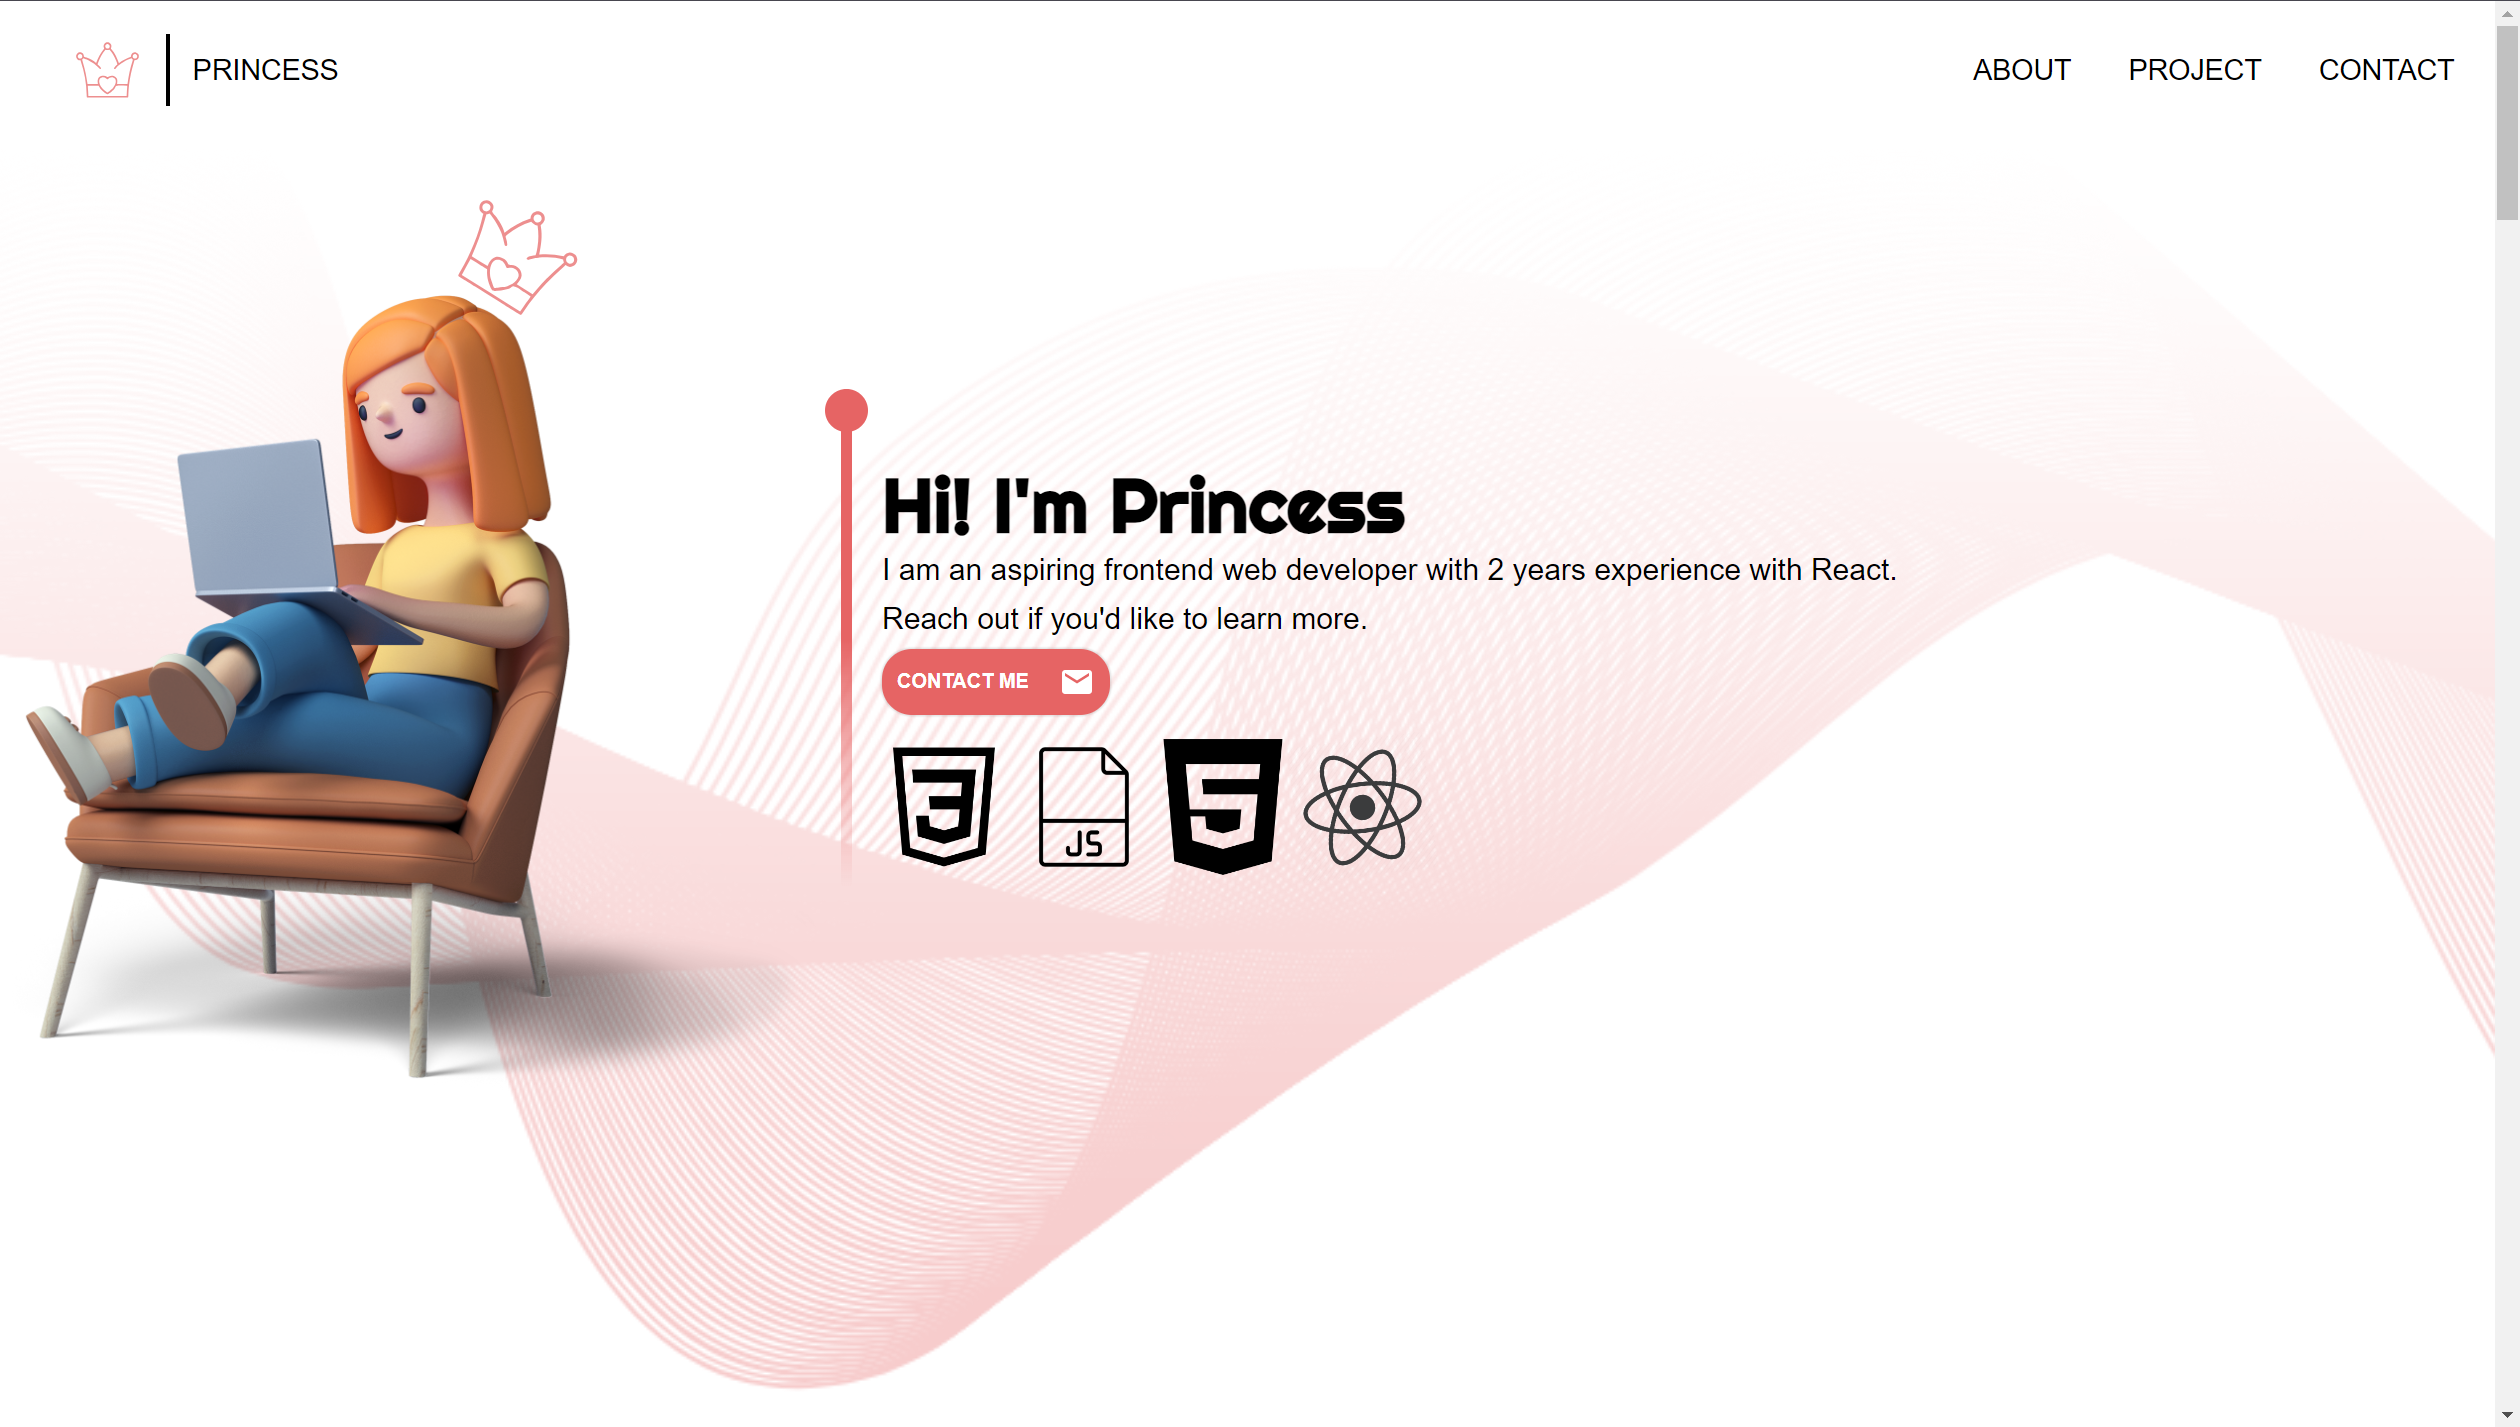 PRINCESS
ABOUT PROJECT CONTACT
Hi! I'm Princess
I am an aspiring frontend web developer with 2 years experience with React.
Reach out if you'd like to learn more.
CONTACT ME
3 JS 5